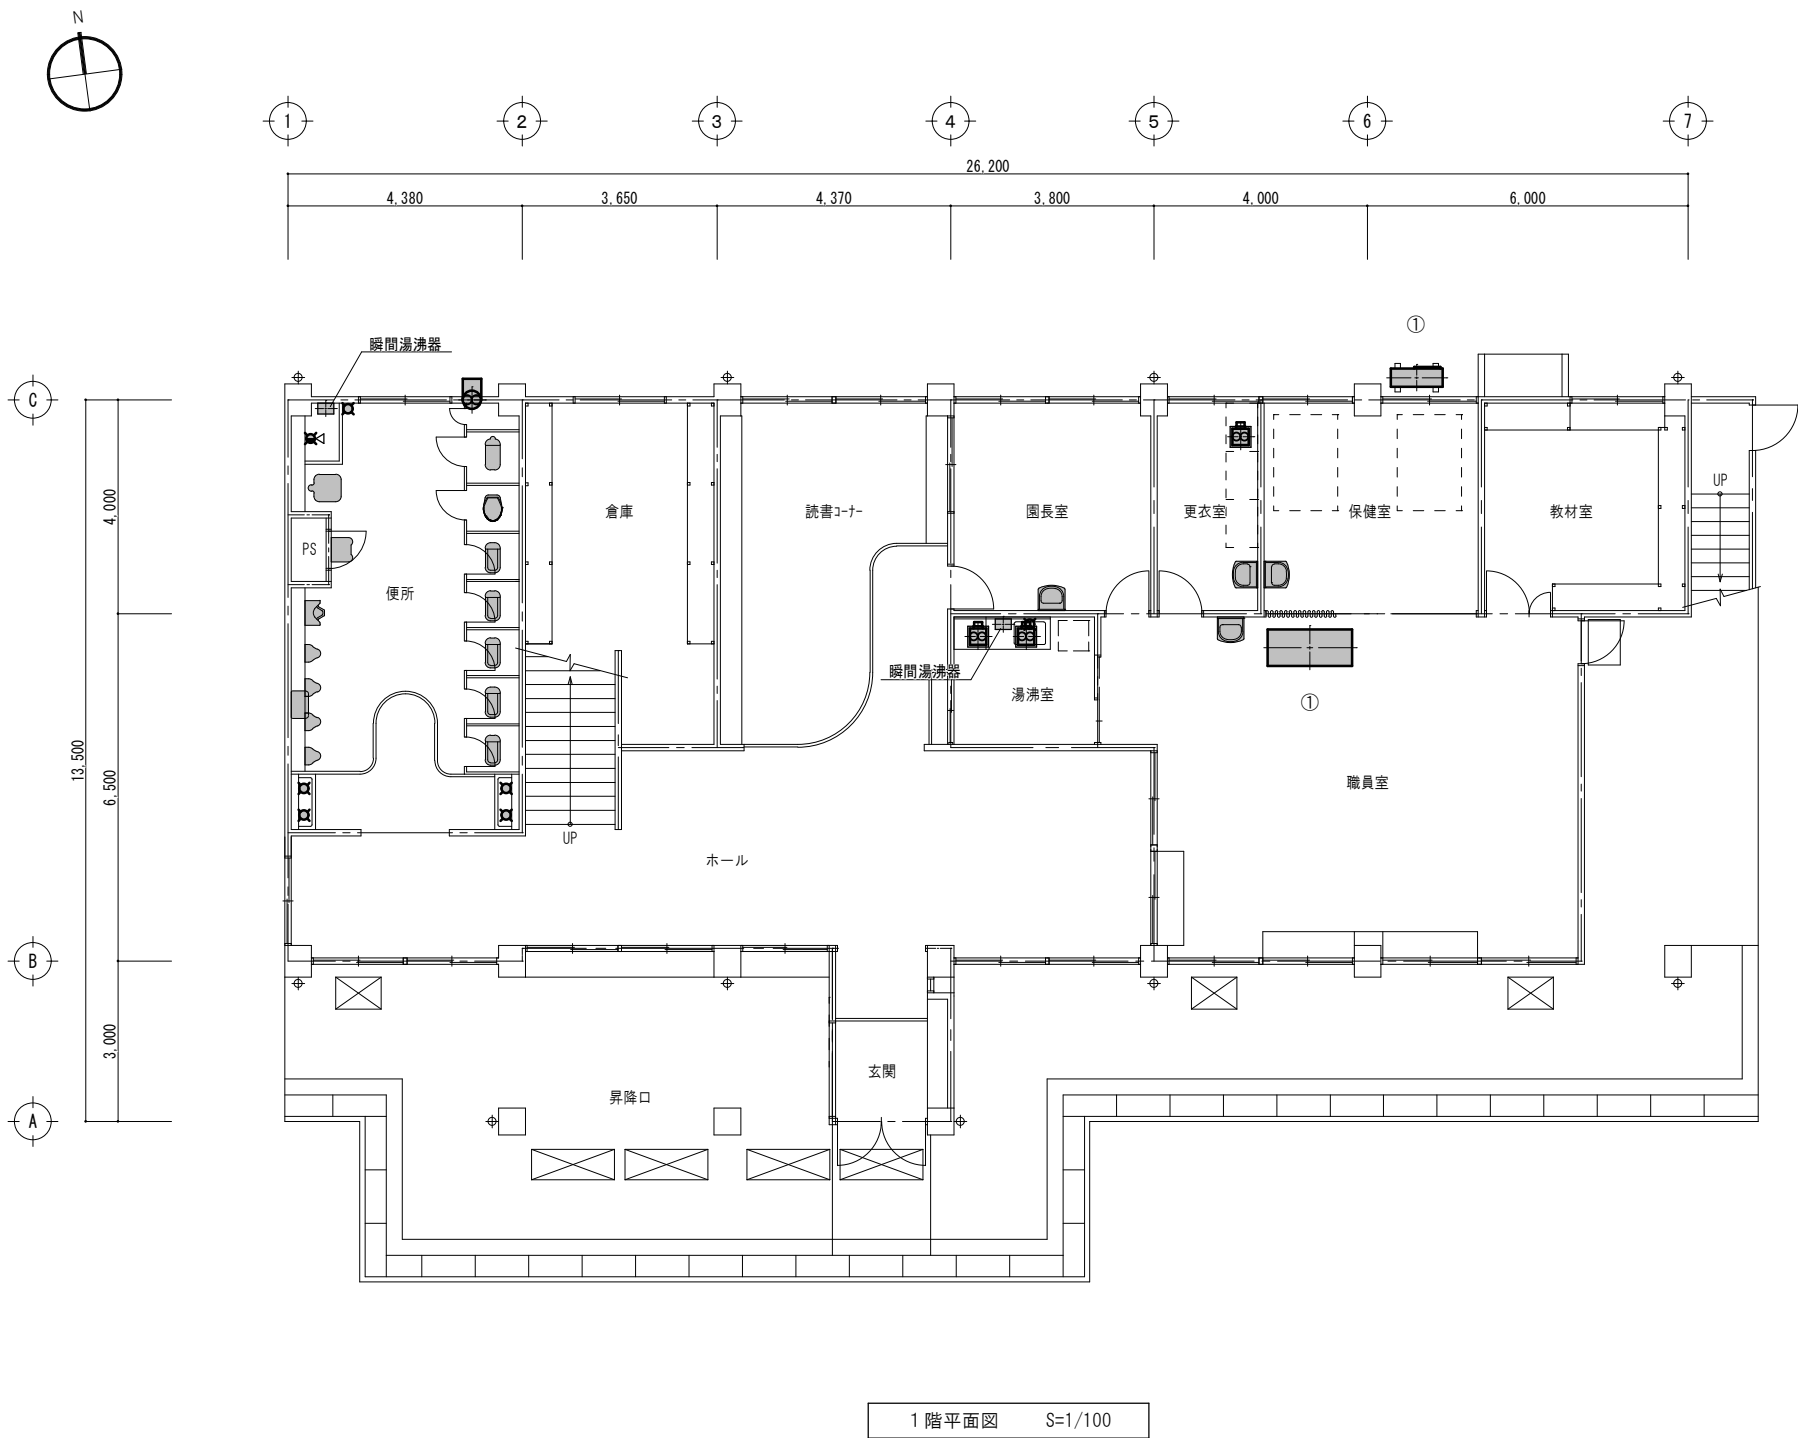 N
1 2 3 4 5 6 7
26,200
4,380 3,650 4,370 3,800 4,000 6,000
①
瞬間湯沸器
C
4,000
UP
倉庫 読書ｺｰﾅｰ 園長室 更衣室 保健室 教材室
PS
便所
瞬間湯沸器
湯沸室
①
13,500
6,500
職員室
UP
ホール
B
3,000
玄関
昇降口
A
1階平面図 S=1/100